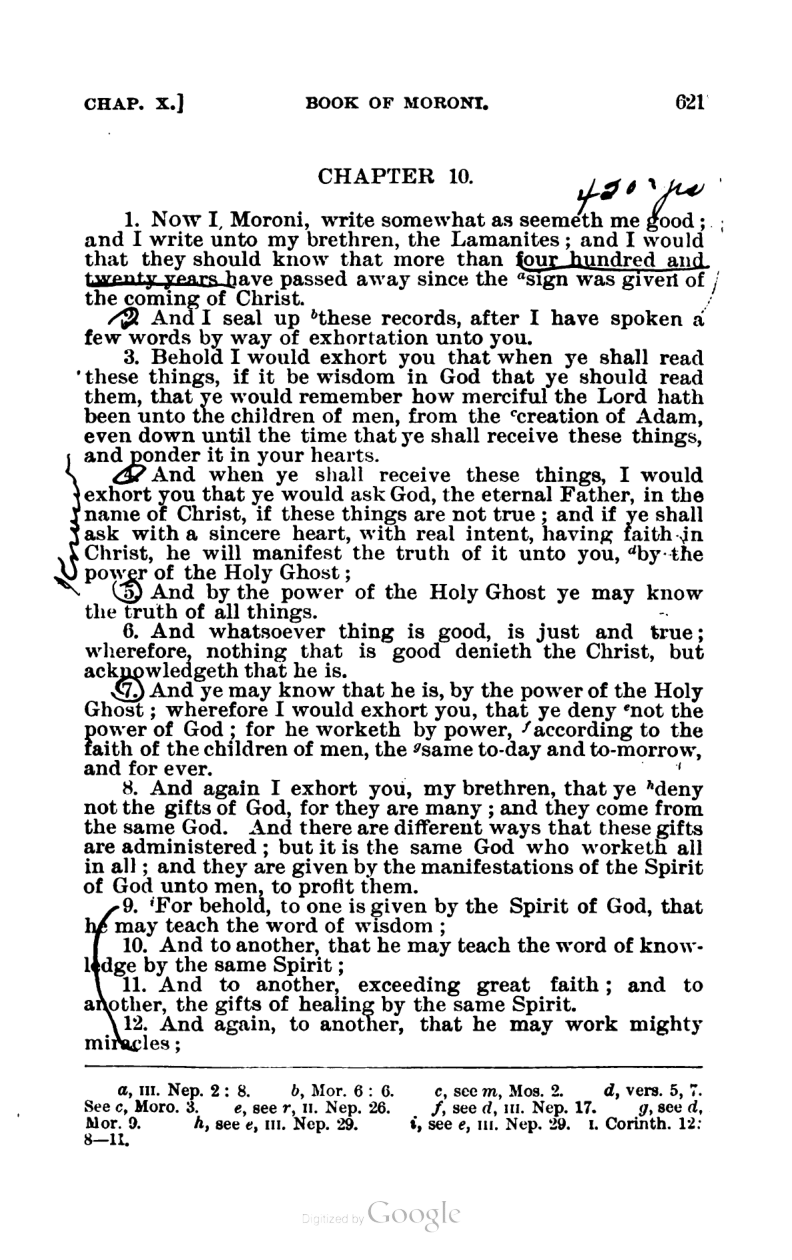 CHAP. X.] BOOK OF MORONI. 621
CHAPTER 10.
1. Now I, Moroni, write somewhat as seemeth me good;
and I write unto my brethren, the Lamanites; and I would
that they should know that more than four hundred and
twenty years have passed away since the ᵃsign was given of
the coming of Christ.
2. And I seal up ᵇthese records, after I have spoken a
few words by way of exhortation unto you.
3. Behold I would exhort you that when ye shall read
these things, if it be wisdom in God that ye should read
them, that ye would remember how merciful the Lord hath
been unto the children of men, from the ᶜcreation of Adam,
even down until the time that ye shall receive these things,
and ponder it in your hearts.
4. And when ye shall receive these things, I would
exhort you that ye would ask God, the eternal Father, in the
name of Christ, if these things are not true; and if ye shall
ask with a sincere heart, with real intent, having faith in
Christ, he will manifest the truth of it unto you, ᵈby the
power of the Holy Ghost;
5. And by the power of the Holy Ghost ye may know
the truth of all things.
6. And whatsoever thing is good, is just and true;
wherefore, nothing that is good denieth the Christ, but
acknowledgeth that he is.
7. And ye may know that he is, by the power of the Holy
Ghost; wherefore I would exhort you, that ye deny ᵉnot the
power of God; for he worketh by power, ᶠaccording to the
faith of the children of men, the ᵍsame to-day and to-morrow,
and for ever.
8. And again I exhort you, my brethren, that ye ʰdeny
not the gifts of God, for they are many; and they come from
the same God. And there are different ways that these gifts
are administered; but it is the same God who worketh all
in all; and they are given by the manifestations of the Spirit
of God unto men, to profit them.
9. ⁱFor behold, to one is given by the Spirit of God, that
he may teach the word of wisdom;
10. And to another, that he may teach the word of know-
ledge by the same Spirit;
11. And to another, exceeding great faith; and to
another, the gifts of healing by the same Spirit.
12. And again, to another, that he may work mighty
miracles;
a, III. Nep. 2: 8. b, Mor. 6: 6. c, see m, Mos. 2. d, vers. 5, 7.
See c, Moro. 3. e, see r, II. Nep. 26. f, see d, III. Nep. 17. g, see d,
Mor. 9. h, see e, III. Nep. 29. i, see e, III. Nep. 29. I. Corinth. 12:
8—11.
Digitized by Google